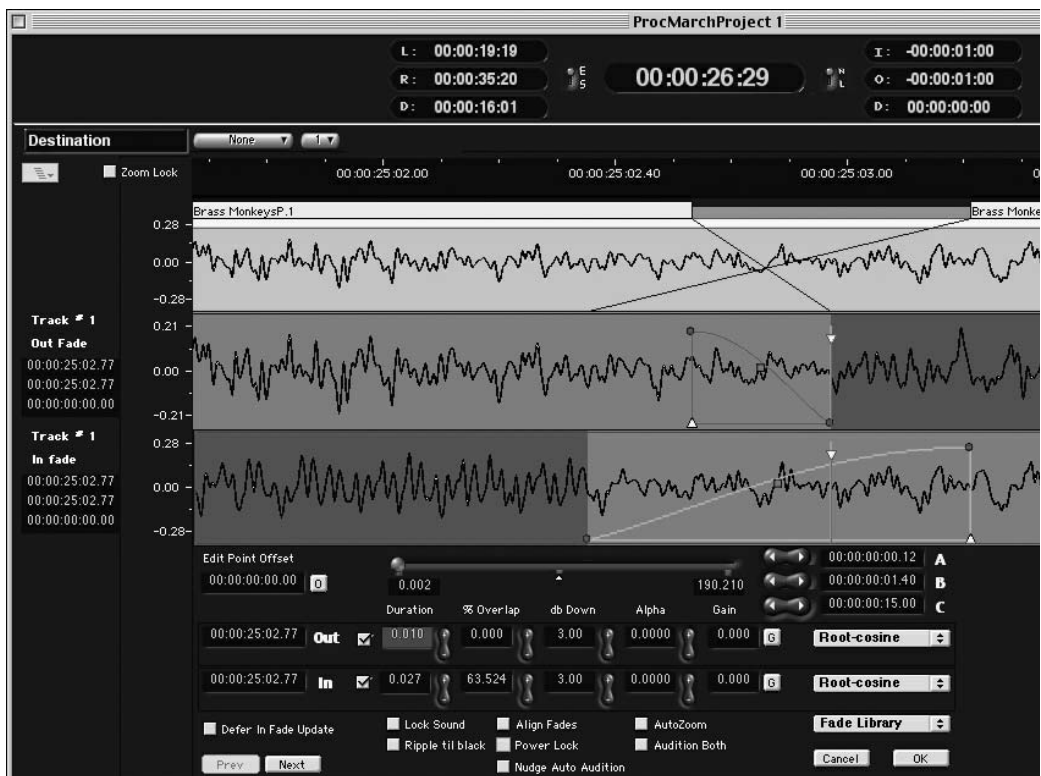 ProcMarchProject 1
L: 00:00:19:19
R: 00:00:35:20
D: 00:00:16:01
E
S
00:00:26:29
N
L
I: -00:00:01:00
O: -00:00:01:00
D: 00:00:00:00
Destination
None
1
Zoom Lock
00:00:25:02.00
00:00:25:02.40
00:00:25:03.00
0
Brass MonkeysP.1
Brass Monke
0.28
0.00
-0.28
Track # 1
Out Fade
00:00:25:02.77
00:00:25:02.77
00:00:00:00.00
0.21
0.00
-0.21
Track # 1
In fade
00:00:25:02.77
00:00:25:02.77
00:00:00:00.00
0.28
0.00
-0.28
Edit Point Offset
00:00:00:00.00 0
0.002
190.210
00:00:00:00.12 A
00:00:00:01.40 B
00:00:00:15.00 C
Duration % Overlap db Down Alpha Gain
00:00:25:02.77 Out 0.010 0.000 3.00 0.0000 0.000 G Root-cosine
00:00:25:02.77 In 0.027 63.524 3.00 0.0000 0.000 G Root-cosine
Defer In Fade Update
Lock Sound
Align Fades
AutoZoom
Fade Library
Ripple til black
Power Lock
Audition Both
Prev
Next
Nudge Auto Audition
Cancel
OK